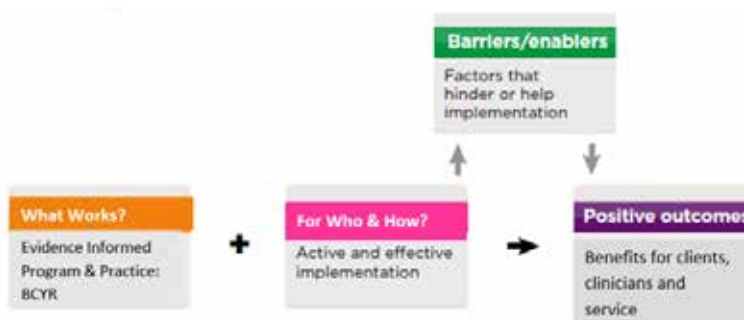 Barriers/enablers
Factors that
hinder or help
implementation
What Works?
Evidence Informed
Program & Practice:
BCYR
+
For Who & How?
Active and effective
implementation
Positive outcomes
Benefits for clients,
clinicians and
service